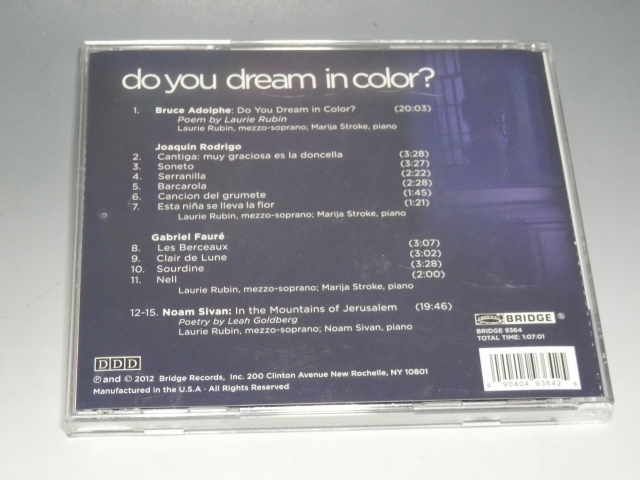 do you dream in color?
1. Bruce Adolphe: Do You Dream in Color? (20:03)
Poem by Laurie Rubin
Laurie Rubin, mezzo-soprano; Marija Stroke, piano
Joaquin Rodrigo
2. Cantiga: muy graciosa es la doncella (3:28)
3. Soneto (3:27)
4. Serranilla (2:22)
5. Barcarola (2:28)
6. Cancion del grumete (1:45)
7. Esta niña se lleva la flor (1:21)
Laurie Rubin, mezzo-soprano; Marija Stroke, piano
Gabriel Fauré
8. Les Berceaux (3:07)
9. Clair de Lune (3:02)
10. Sourdine (3:28)
11. Nell (2:00)
Laurie Rubin, mezzo-soprano; Marija Stroke, piano
12-15. Noam Sivan: In the Mountains of Jerusalem (19:46)
Poetry by Leah Goldberg
Laurie Rubin, mezzo-soprano; Noam Sivan, piano
BRIDGE ®
BRIDGE 9364
TOTAL TIME: 1:07:01
DDD
℗ and © 2012 Bridge Records, Inc. 200 Clinton Avenue New Rochelle, NY 10801
Manufactured in the U.S.A · All Rights Reserved
90404 93642